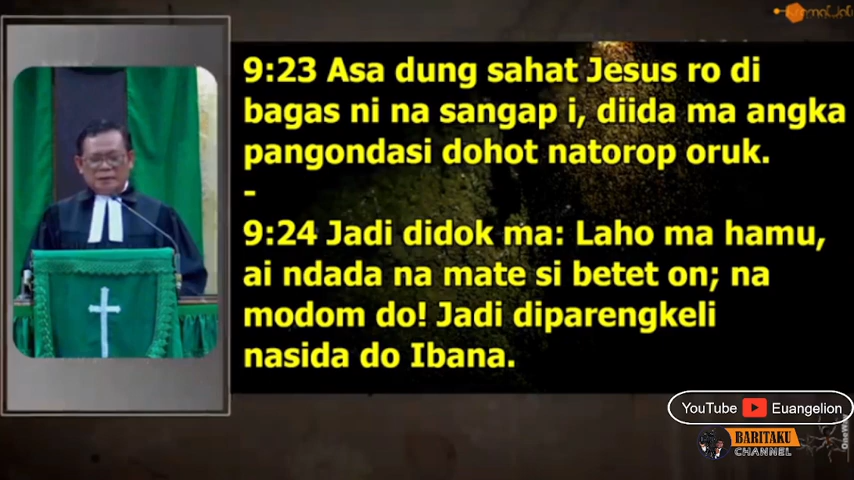 9:23 Asa dung sahat Jesus ro di
bagas ni na sangap i, diida ma angka
pangondasi dohot natorop oruk.
-
9:24 Jadi didok ma: Laho ma hamu,
ai ndada na mate si betet on; na
modom do! Jadi diparengkeli
nasida do Ibana.
YouTube Euangelion
BARITAKU
CHANNEL